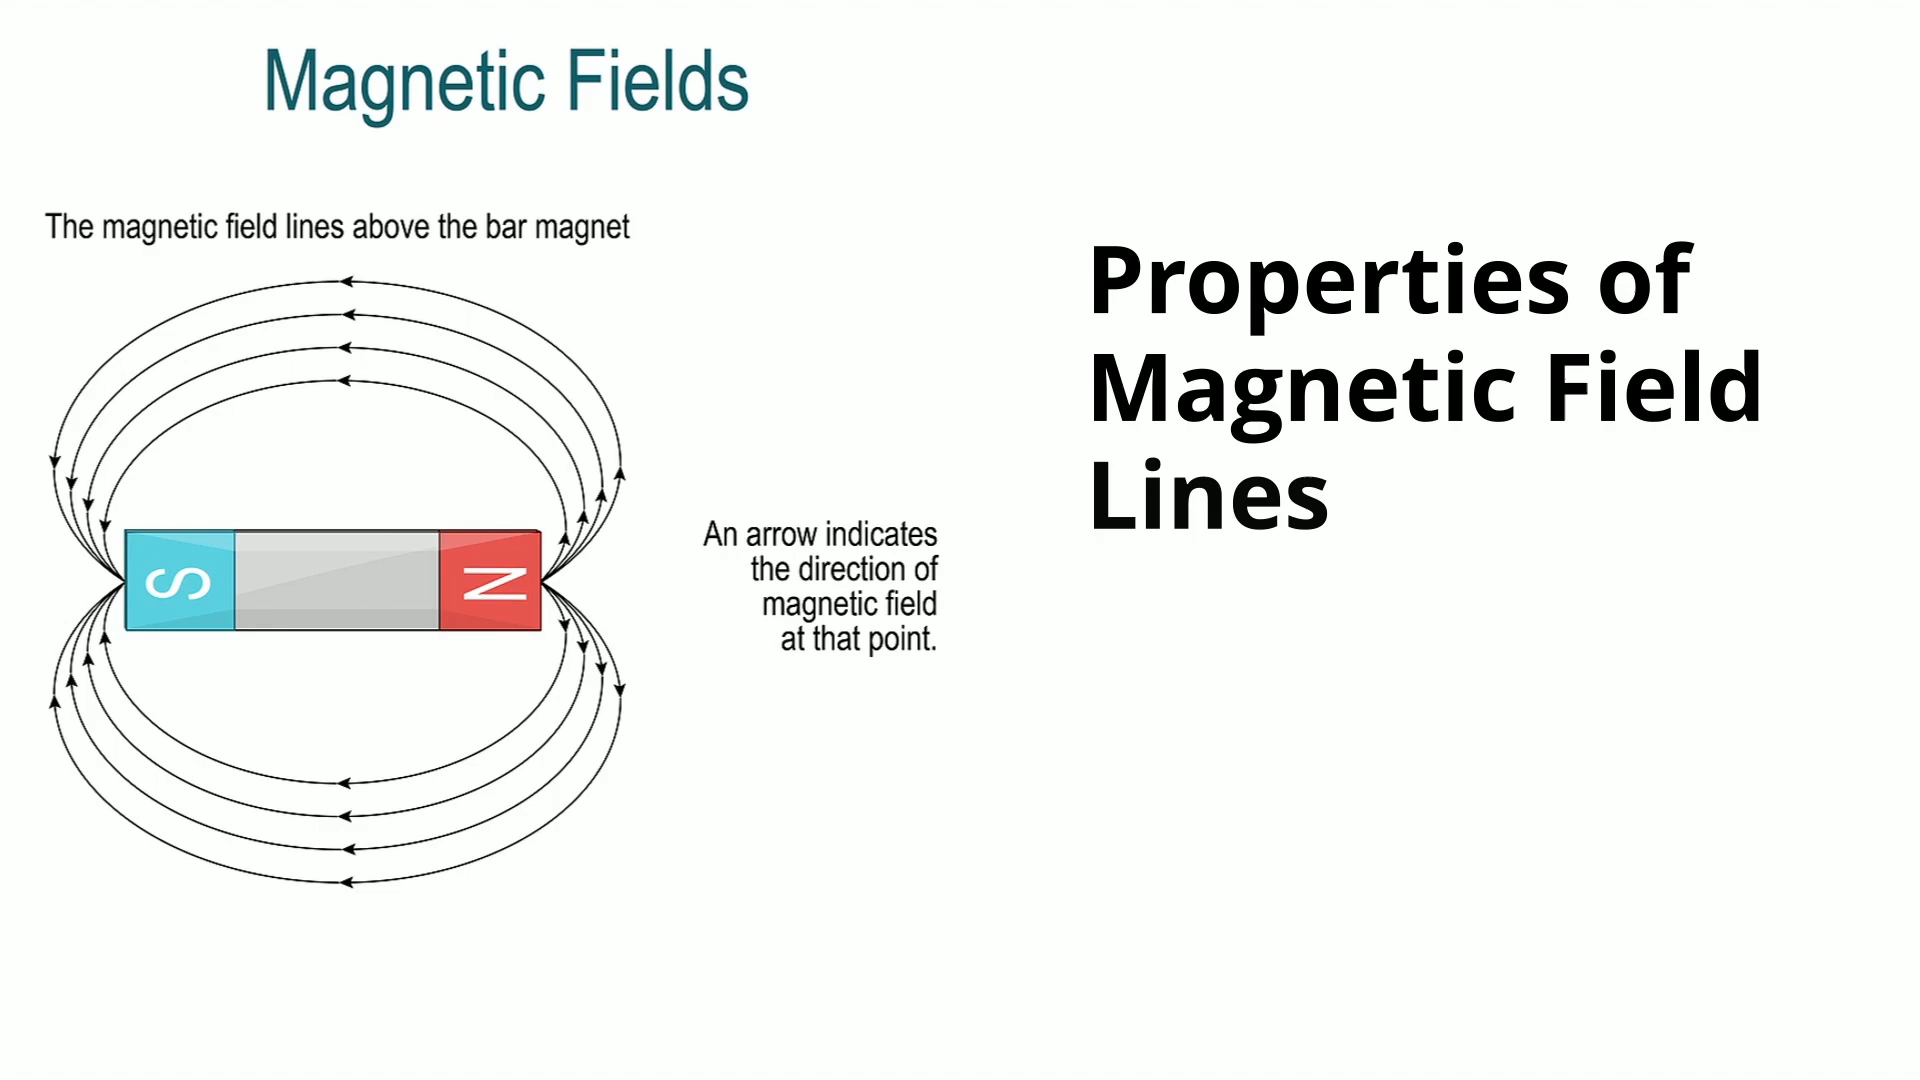 Magnetic Fields
The magnetic field lines above the bar magnet
S
N
An arrow indicates
the direction of
magnetic field
at that point.
Properties of
Magnetic Field
Lines